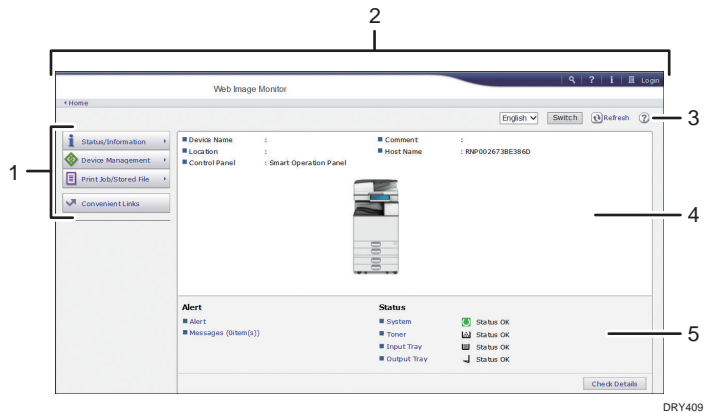 2
Web Image Monitor
? i Login
Home
English Switch Refresh ?
3
1
Status/Information
Device Management
Print Job/Stored File
Convenient Links
Device Name :
Location :
Control Panel : Smart Operation Panel
Comment :
Host Name : RNP002673BE386D
4
Alert
Alert
Messages (0item(s))
Status
System Status OK
Toner Status OK
Input Tray Status OK
Output Tray Status OK
5
Check Details
DRY409